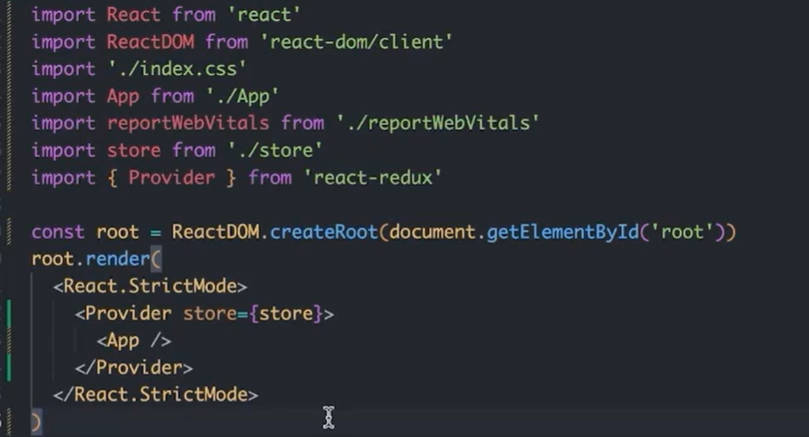 import React from 'react'
import ReactDOM from 'react-dom/client'
import './index.css'
import App from './App'
import reportWebVitals from './reportWebVitals'
import store from './store'
import { Provider } from 'react-redux'
const root = ReactDOM.createRoot(document.getElementById('root'))
root.render(
<React.StrictMode>
<Provider store={store}>
<App />
</Provider>
</React.StrictMode>
)